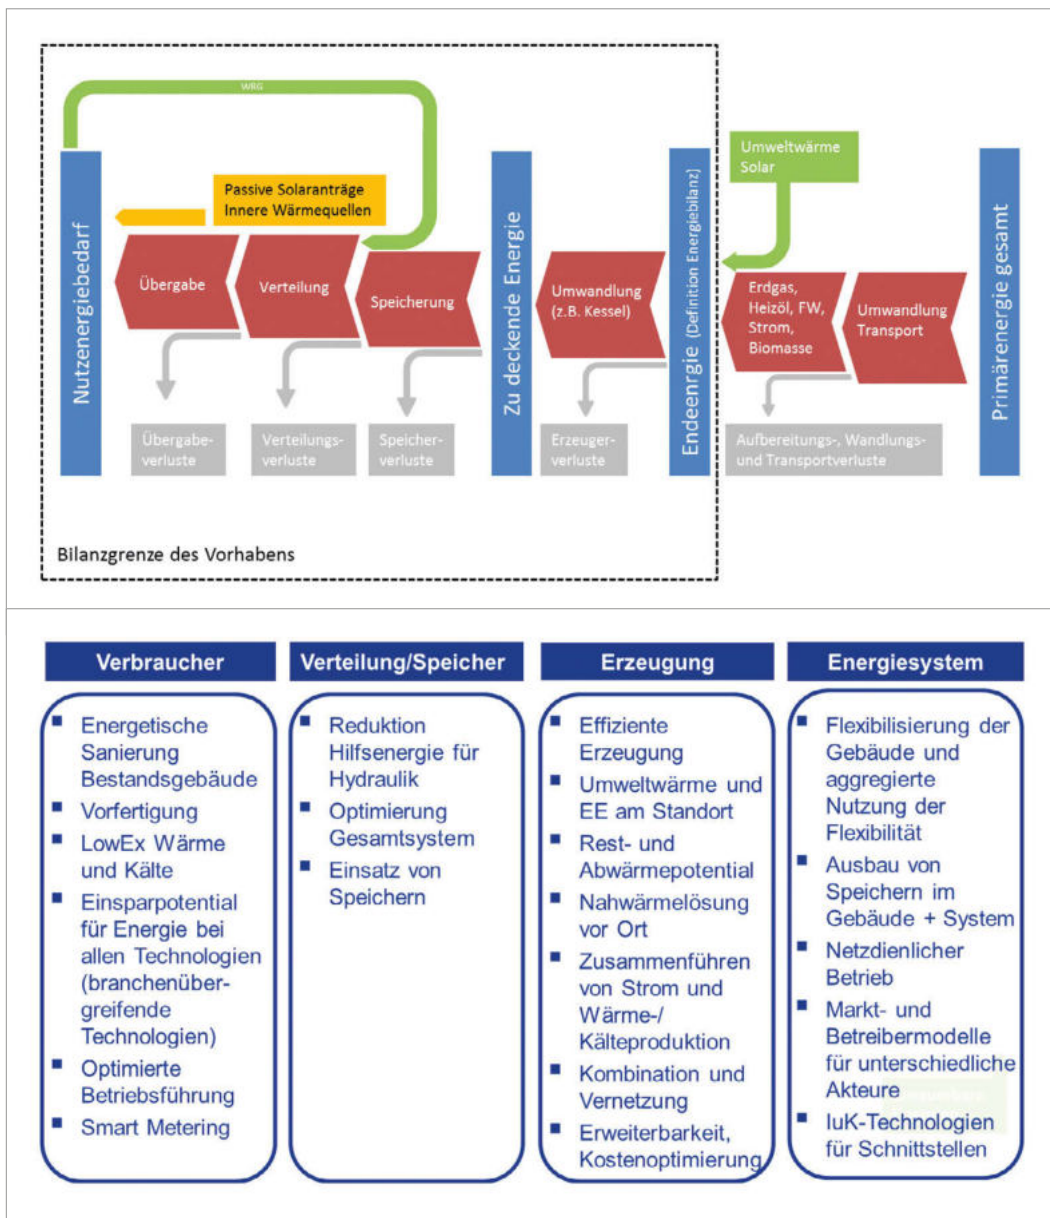 WRG
Nutzenergiebedarf
Passive Solaranträge
Innere Wärmequellen
Übergabe
Verteilung
Speicherung
Übergabe-
verluste
Verteilungs-
verluste
Speicher-
verluste
Zu deckende Energie
Umwandlung
(z.B. Kessel)
Erzeuger-
verluste
Endeenrgie (Definition Energiebilanz)
Umweltwärme
Solar
Erdgas,
Heizöl, FW,
Strom,
Biomasse
Umwandlung
Transport
Aufbereitungs-, Wandlungs-
und Transportverluste
Primärenergie gesamt
Bilanzgrenze des Vorhabens
Verbraucher
■ Energetische
Sanierung
Bestandsgebäude
■ Vorfertigung
■ LowEx Wärme
und Kälte
■ Einsparpotential
für Energie bei
allen Technologien
(branchenüber-
greifende
Technologien)
■ Optimierte
Betriebsführung
■ Smart Metering
Verteilung/Speicher
■ Reduktion
Hilfsenergie für
Hydraulik
■ Optimierung
Gesamtsystem
■ Einsatz von
Speichern
Erzeugung
■ Effiziente
Erzeugung
■ Umweltwärme und
EE am Standort
■ Rest- und
Abwärmepotential
■ Nahwärmelösung
vor Ort
■ Zusammenführen
von Strom und
Wärme-/
Kälteproduktion
■ Kombination und
Vernetzung
■ Erweiterbarkeit,
Kostenoptimierung
Energiesystem
■ Flexibilisierung der
Gebäude und
aggregierte
Nutzung der
Flexibilität
■ Ausbau von
Speichern im
Gebäude + System
■ Netzdienlicher
Betrieb
■ Markt- und
Betreibermodelle
für unterschiedliche
Akteure
■ IuK-Technologien
für Schnittstellen